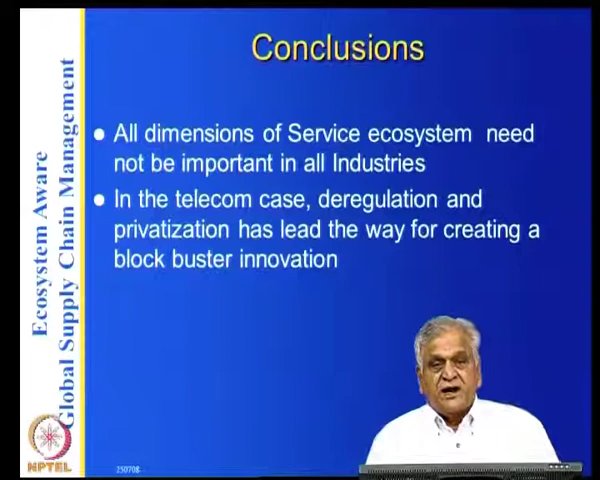 Conclusions
All dimensions of Service ecosystem need
not be important in all Industries
In the telecom case, deregulation and
privatization has lead the way for creating a
block buster innovation
Ecosystem Aware
Global Supply Chain Management
NPTEL
250708